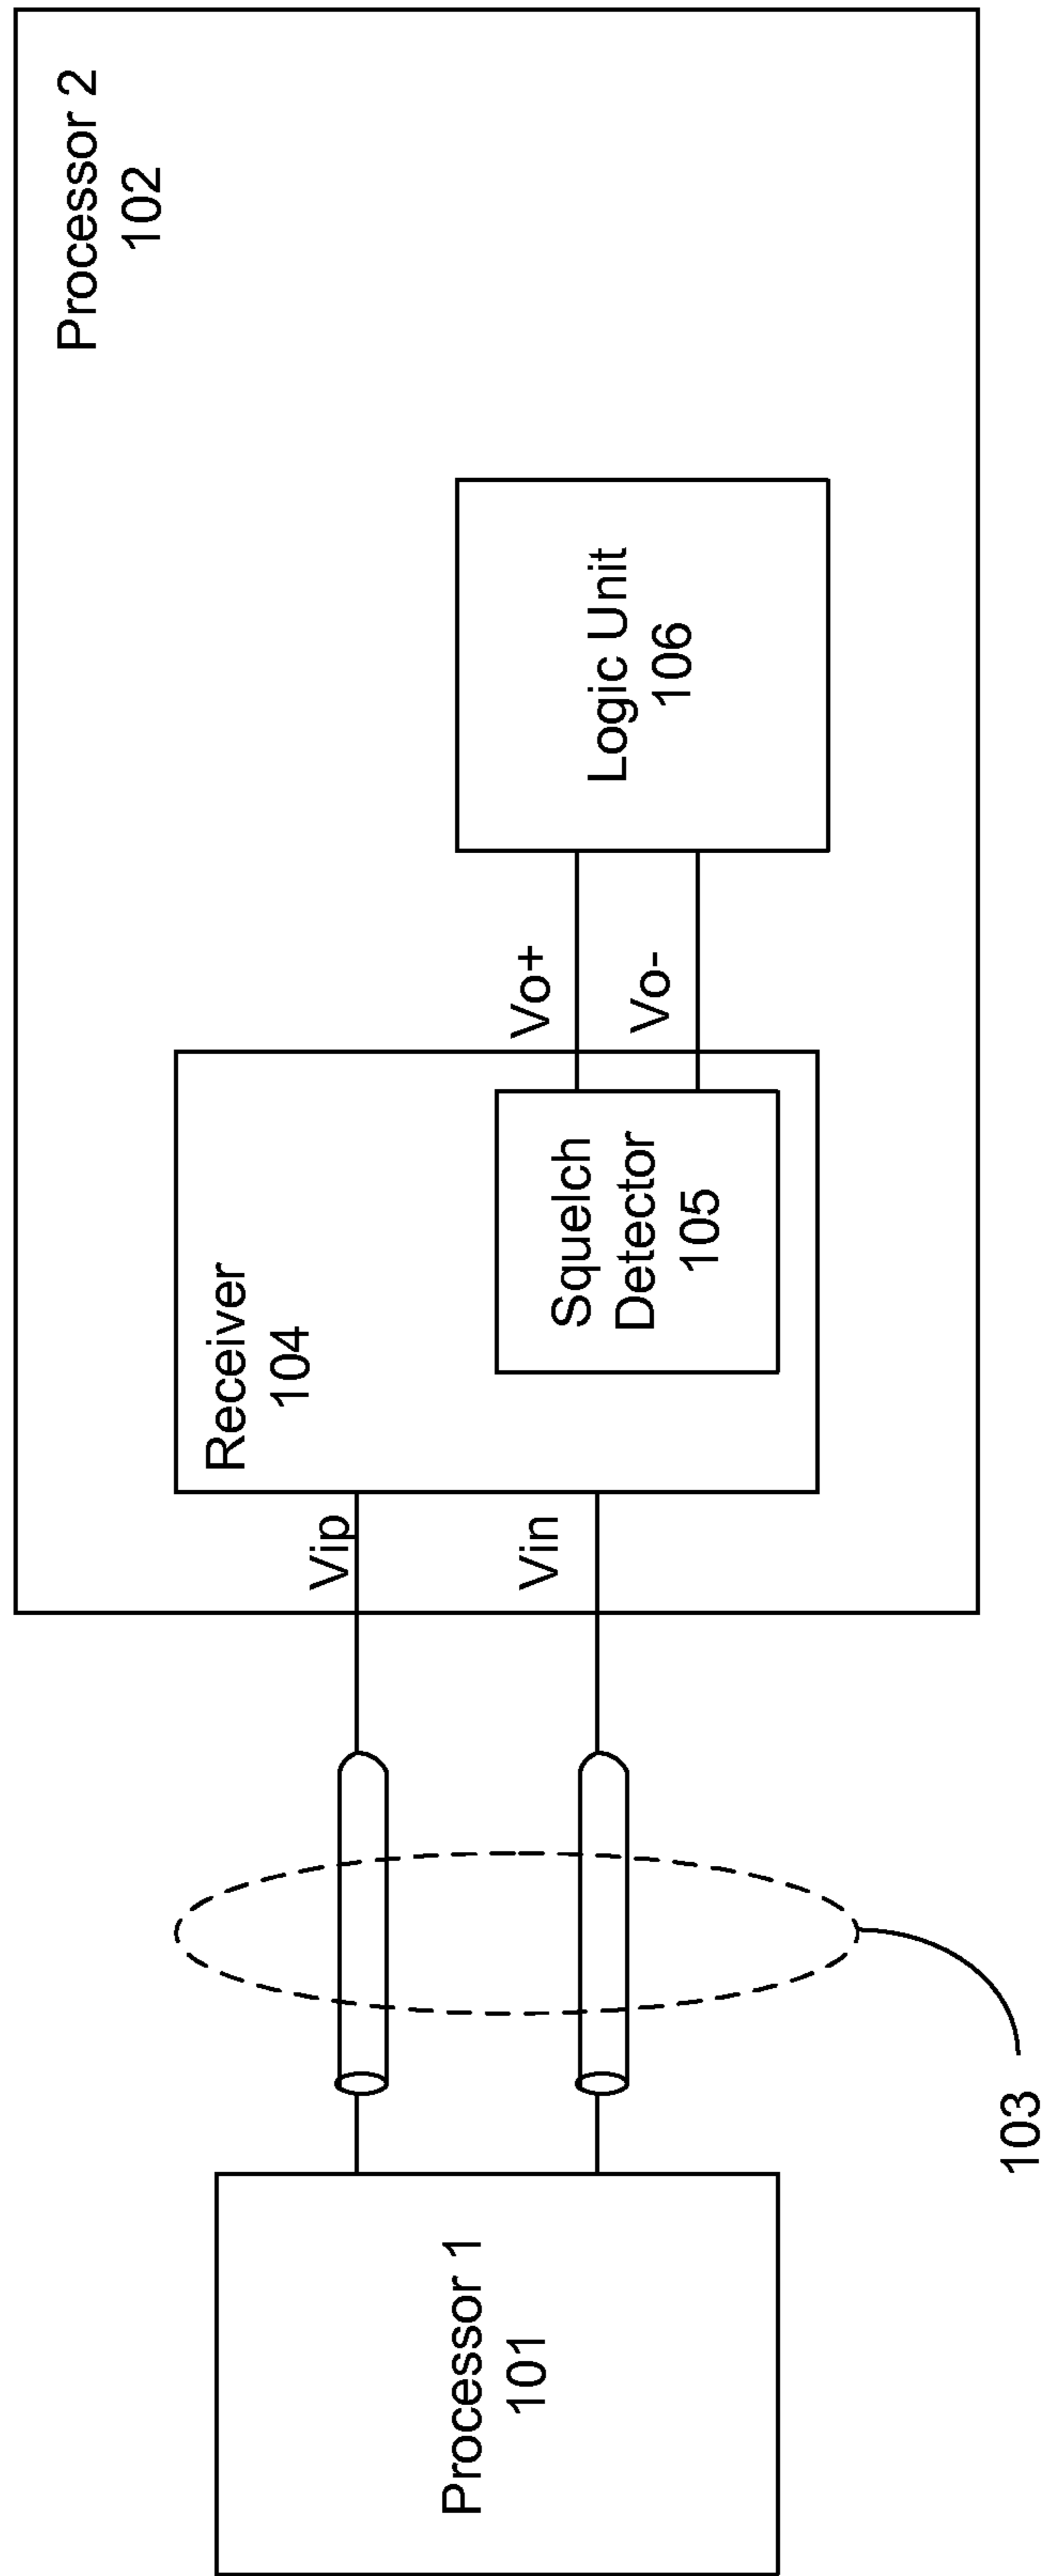 Processor 2
102
Receiver
104
Vip
Vin
Squelch
Detector
105
Vo+
Vo-
Logic Unit
106
Processor 1
101
103